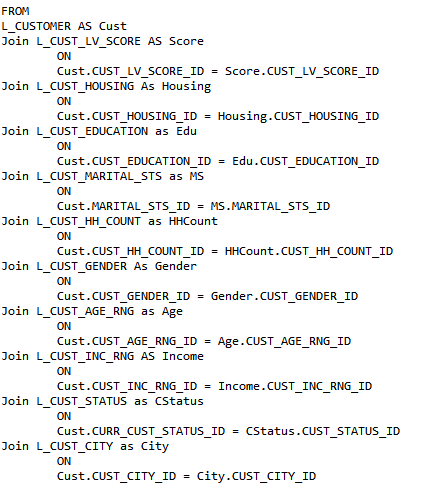 FROM
L_CUSTOMER AS Cust
Join L_CUST_LV_SCORE AS Score
ON
Cust.CUST_LV_SCORE_ID = Score.CUST_LV_SCORE_ID
Join L_CUST_HOUSING As Housing
ON
Cust.CUST_HOUSING_ID = Housing.CUST_HOUSING_ID
Join L_CUST_EDUCATION as Edu
ON
Cust.CUST_EDUCATION_ID = Edu.CUST_EDUCATION_ID
Join L_CUST_MARITAL_STS as MS
ON
Cust.MARITAL_STS_ID = MS.MARITAL_STS_ID
Join L_CUST_HH_COUNT as HHCount
ON
Cust.CUST_HH_COUNT_ID = HHCount.CUST_HH_COUNT_ID
Join L_CUST_GENDER As Gender
ON
Cust.CUST_GENDER_ID = Gender.CUST_GENDER_ID
Join L_CUST_AGE_RNG as Age
ON
Cust.CUST_AGE_RNG_ID = Age.CUST_AGE_RNG_ID
Join L_CUST_INC_RNG AS Income
ON
Cust.CUST_INC_RNG_ID = Income.CUST_INC_RNG_ID
Join L_CUST_STATUS as CStatus
ON
Cust.CURR_CUST_STATUS_ID = CStatus.CUST_STATUS_ID
Join L_CUST_CITY as City
ON
Cust.CUST_CITY_ID = City.CUST_CITY_ID